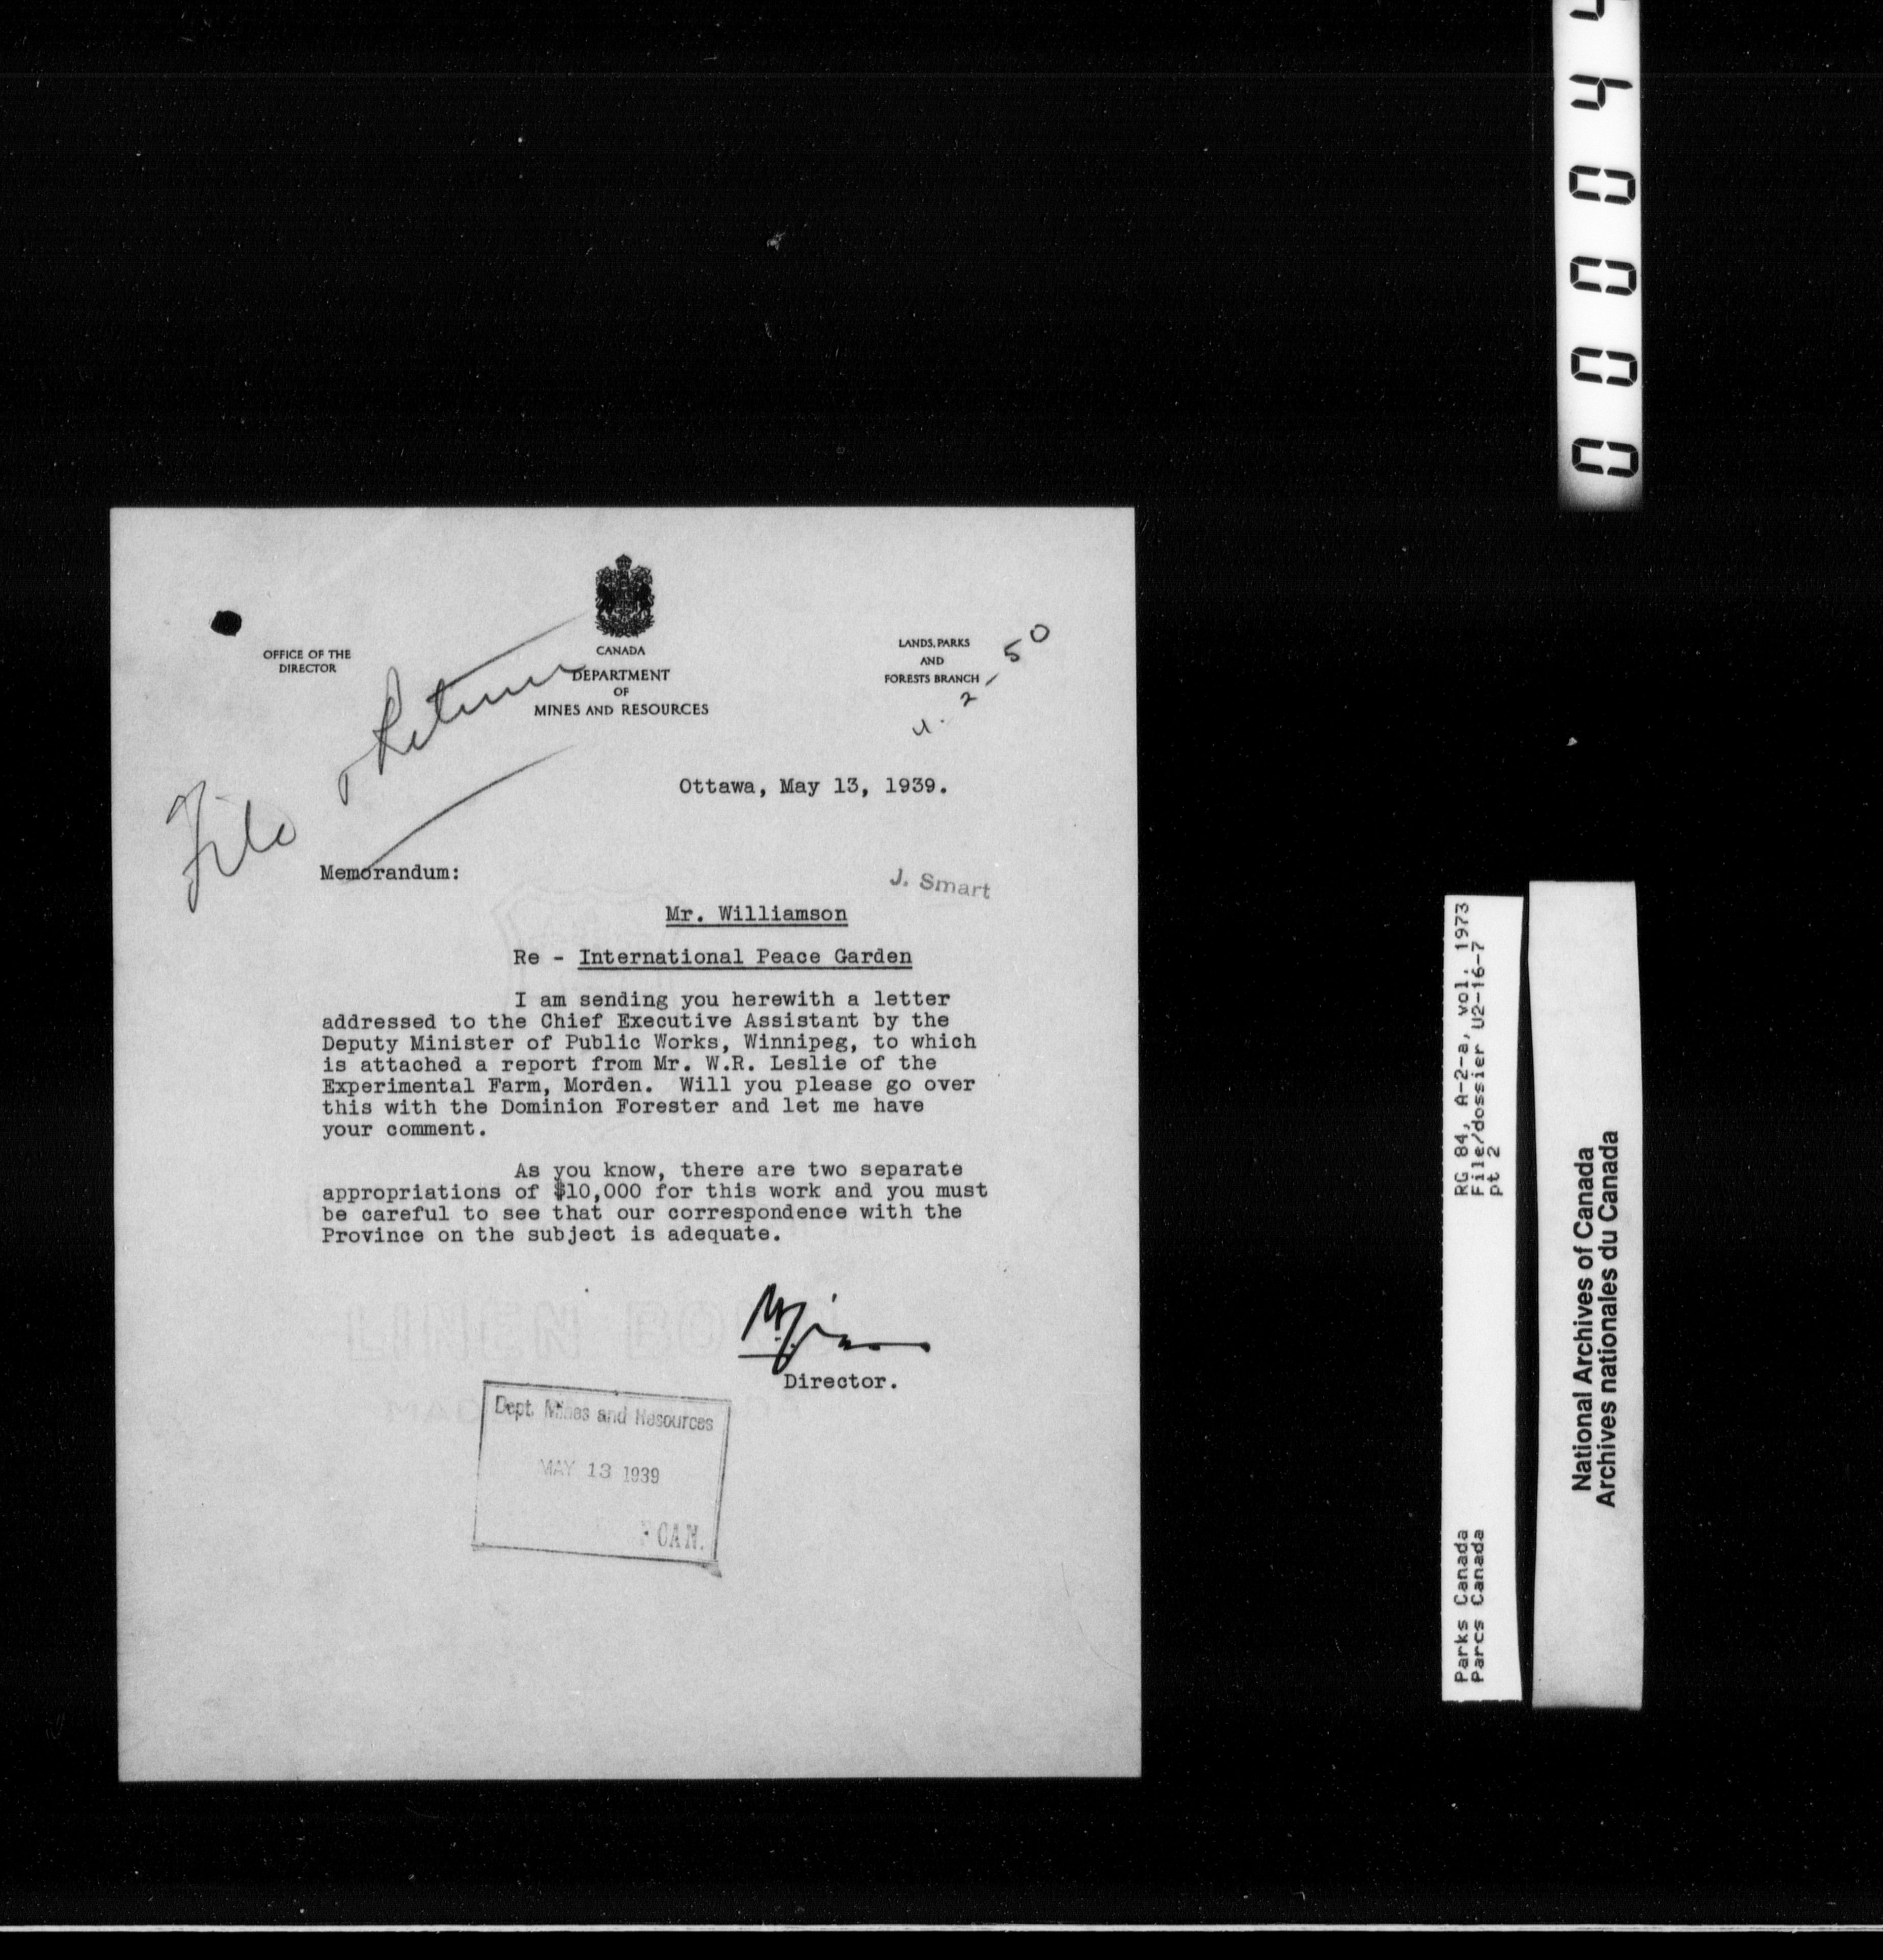 OFFICE OF THE
DIRECTOR
CANADA
DEPARTMENT
OF
MINES AND RESOURCES
LANDS, PARKS
AND
FORESTS BRANCH
U. 2 - 50
File & Return
Ottawa, May 13, 1939.
Memorandum:
J. Smart
Mr. Williamson
Re - International Peace Garden
I am sending you herewith a letter
addressed to the Chief Executive Assistant by the
Deputy Minister of Public Works, Winnipeg, to which
is attached a report from Mr. W.R. Leslie of the
Experimental Farm, Morden. Will you please go over
this with the Dominion Forester and let me have
your comment.
As you know, there are two separate
appropriations of $10,000 for this work and you must
be careful to see that our correspondence with the
Province on the subject is adequate.
Director.
LINEN BOND
Dept. Mines and Resources
MAY 13 1939
CAN.
RG 84, A-2-a, vol. 1973
File/dossier U2-16-7
pt 2
Parks Canada
Parcs Canada
National Archives of Canada
Archives nationales du Canada